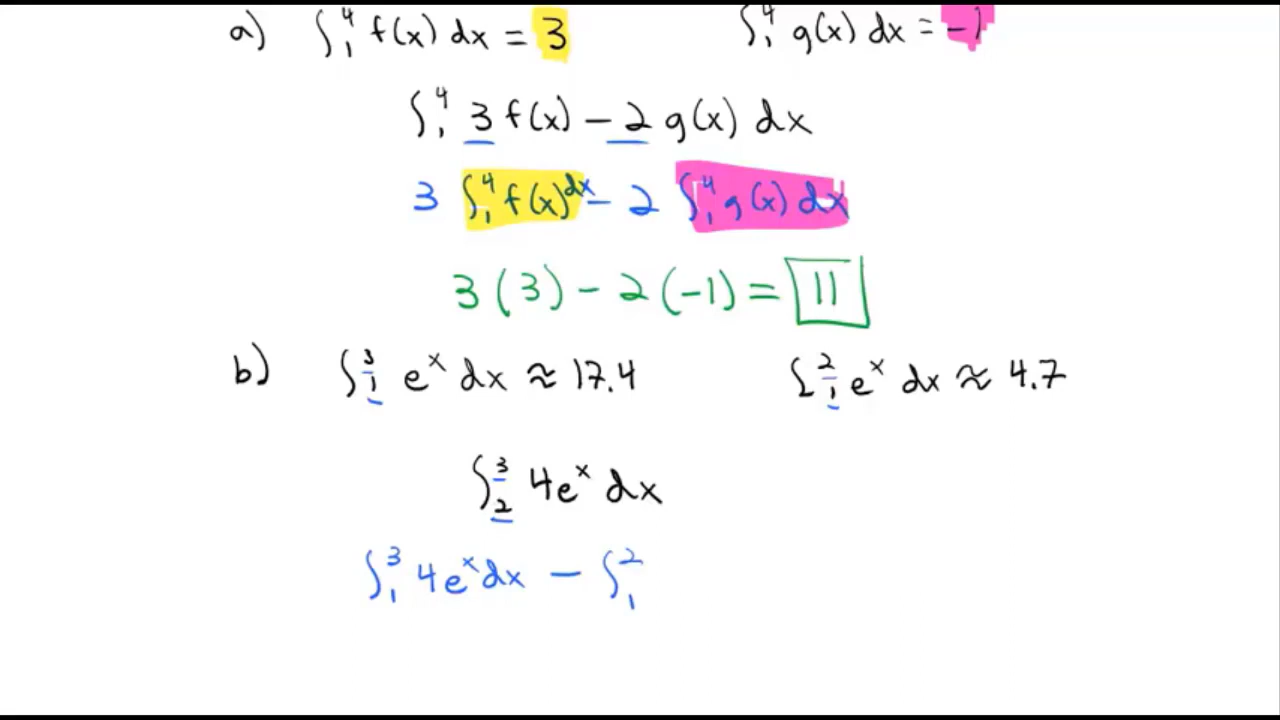 a) ∫₁⁴ f(x) dx = 3 ∫₁⁴ g(x) dx = -1
∫₁⁴ 3 f(x) - 2 g(x) dx
3 ∫₁⁴ f(x) dx - 2 ∫₁⁴ g(x) dx
3 (3) - 2 (-1) = 11
b) ∫₁³ eˣ dx ≈ 17.4 ∫₁² eˣ dx ≈ 4.7
∫₂³ 4eˣ dx
∫₁³ 4eˣ dx - ∫₁²